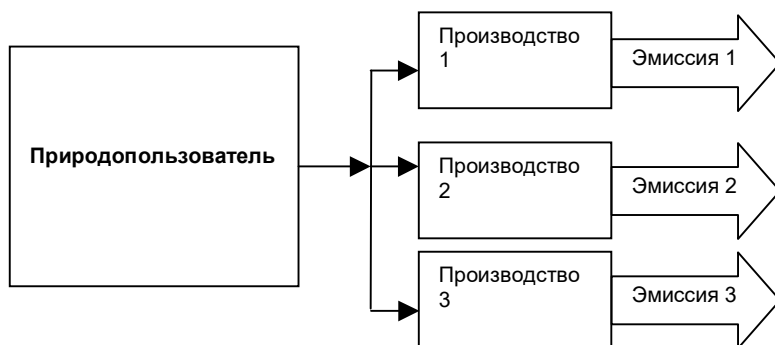 Природопользователь
Производство
1
Эмиссия 1
Производство
2
Эмиссия 2
Производство
3
Эмиссия 3